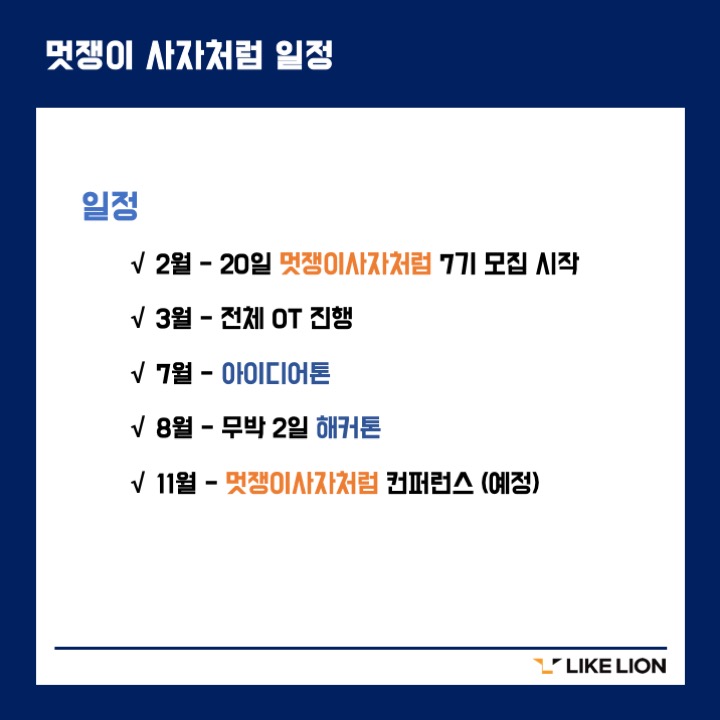 멋쟁이 사자처럼 일정
일정
√ 2월 - 20일 멋쟁이사자처럼 7기 모집 시작
√ 3월 - 전체 OT 진행
√ 7월 - 아이디어톤
√ 8월 - 무박 2일 해커톤
√ 11월 - 멋쟁이사자처럼 컨퍼런스 (예정)
LIKE LION